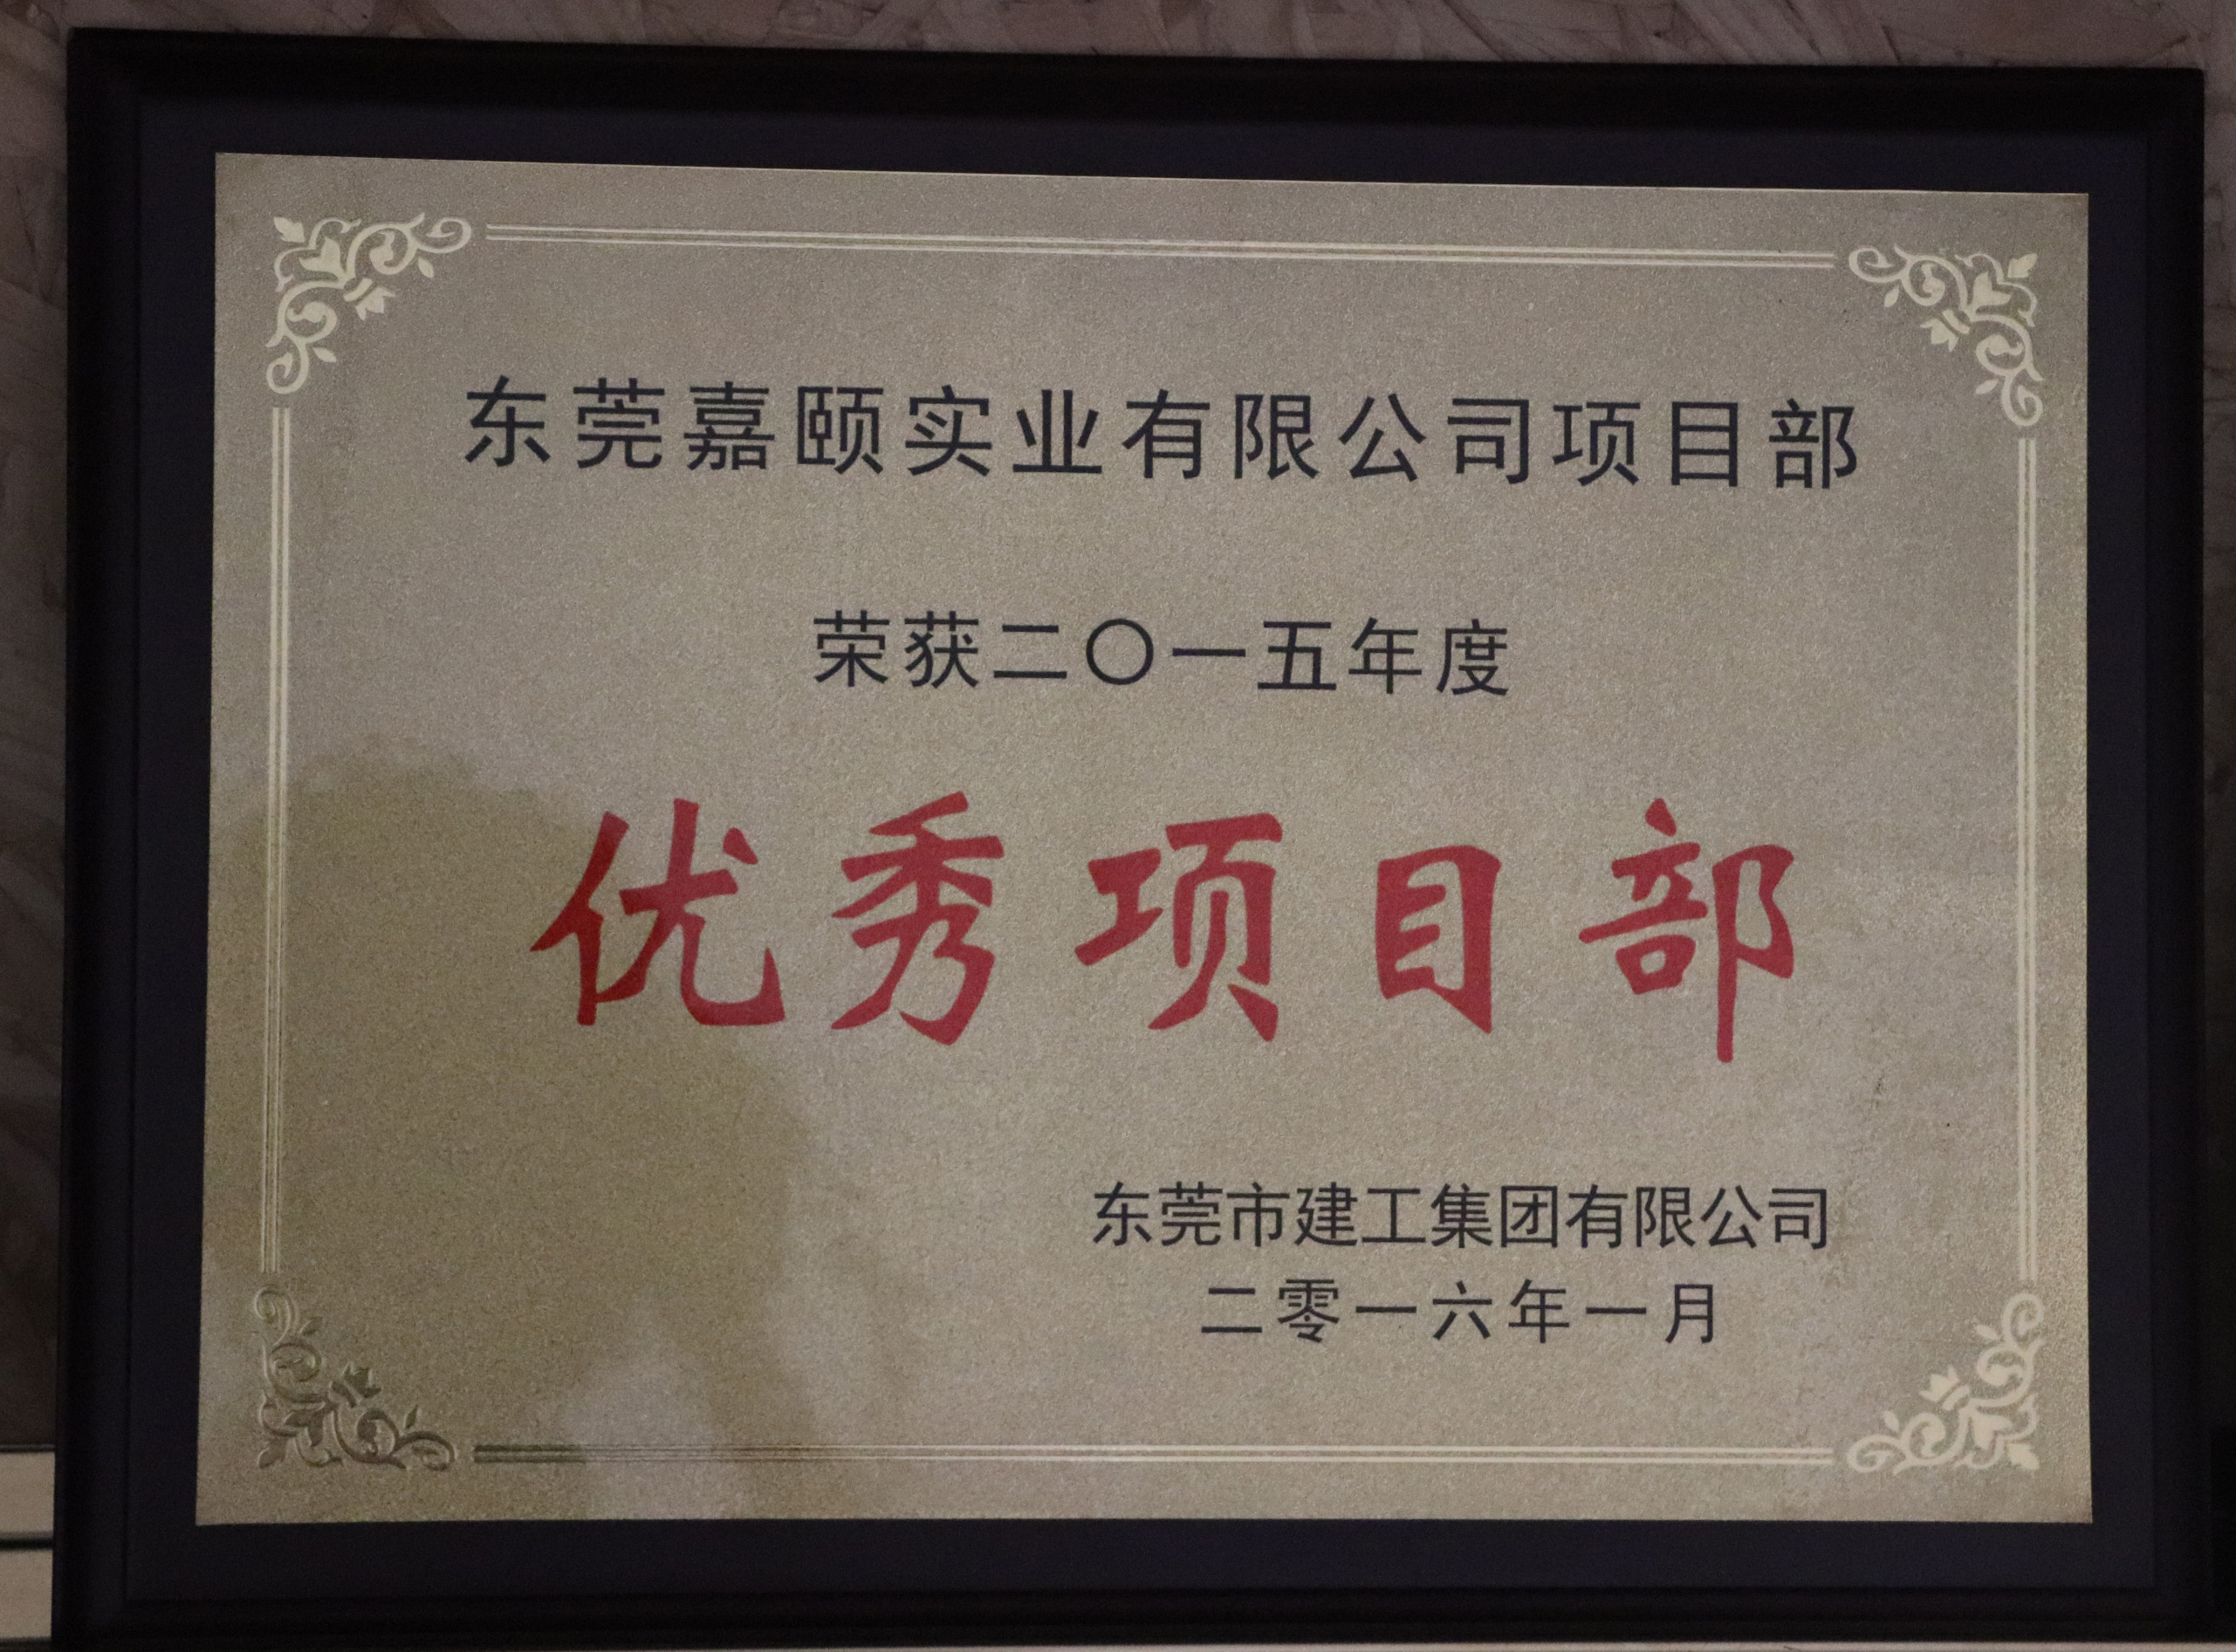 东莞嘉颐实业有限公司项目部
荣获二〇一五年度
优秀项目部
东莞市建工集团有限公司
二零一六年一月